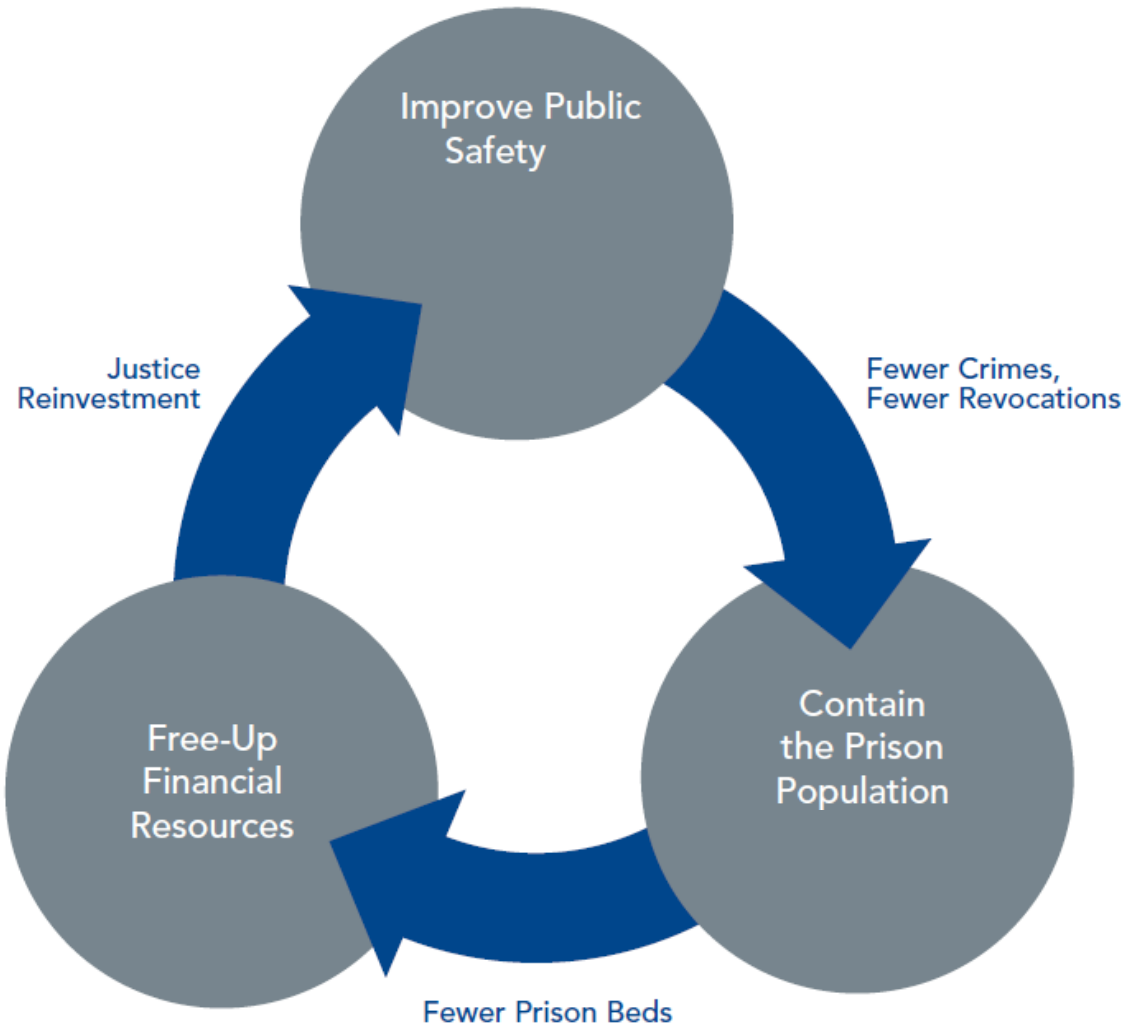 Improve Public
Safety
Justice
Reinvestment
Fewer Crimes,
Fewer Revocations
Contain
the Prison
Population
Free-Up
Financial
Resources
Fewer Prison Beds